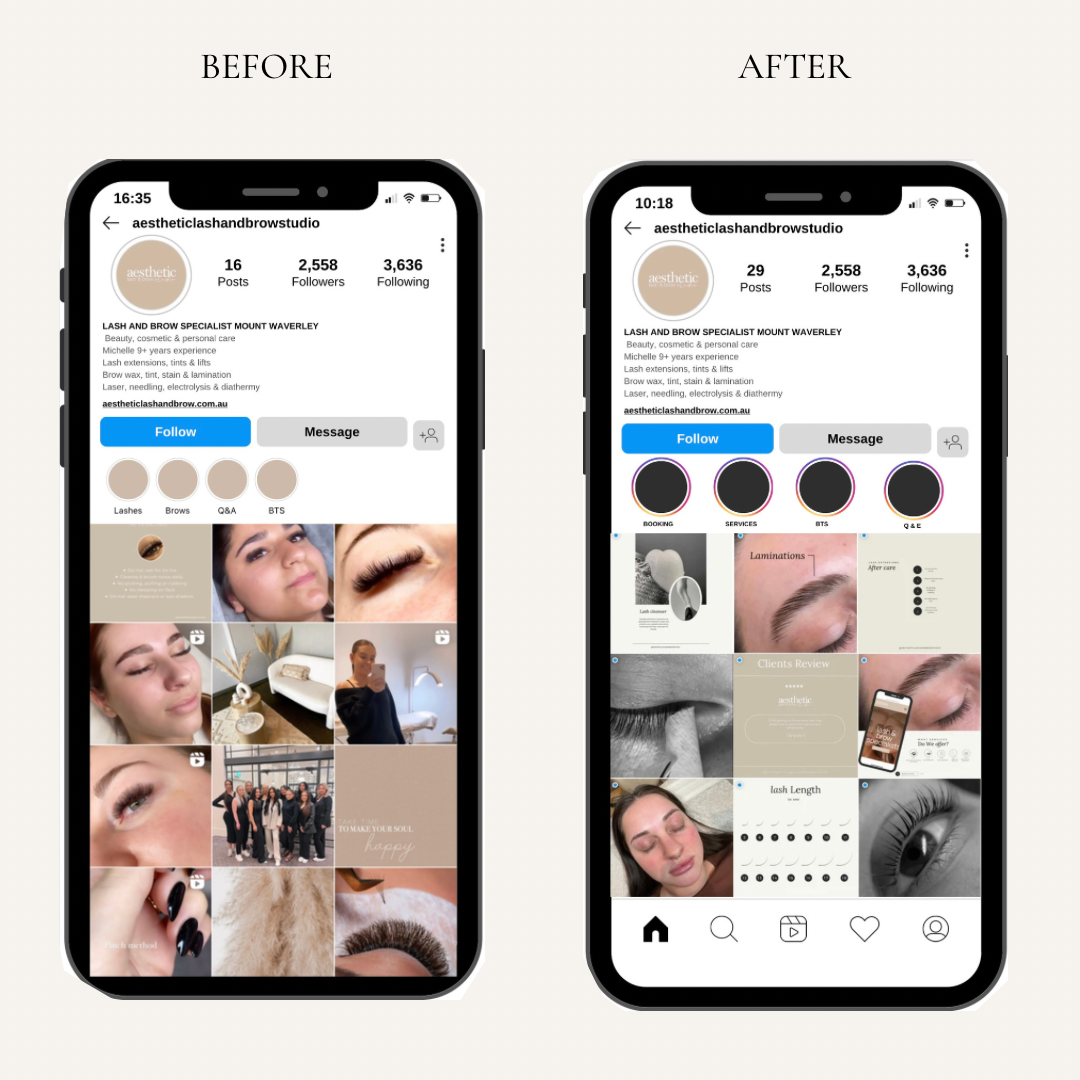 BEFORE
AFTER
16:35
aestheticlashandbrowstudio
aesthetic
16
2,558
3,636
Posts
Followers
Following
LASH AND BROW SPECIALIST MOUNT WAVERLEY
Beauty, cosmetic & personal care
Michelle 9+ years experience
Lash extensions, tints & lifts
Brow wax, tint, stain & lamination
Laser, needling, electrolysis & diathermy
aestheticlashandbrow.com.au
Follow
Message
Lashes
Brows
Q&A
BTS
TAKE TIME
TO MAKE YOUR SOUL
happy
method
10:18
aestheticlashandbrowstudio
aesthetic
29
2,558
3,636
Posts
Followers
Following
LASH AND BROW SPECIALIST MOUNT WAVERLEY
Beauty, cosmetic & personal care
Michelle 9+ years experience
Lash extensions, tints & lifts
Brow wax, tint, stain & lamination
Laser, needling, electrolysis & diathermy
aestheticlashandbrow.com.au
Follow
Message
BOOKING
SERVICES
BTS
Q & E
Lash cleanser
Laminations
After care
Clients Review
aesthetic
lash &
brow
specialist
Do We offer?
lash Length